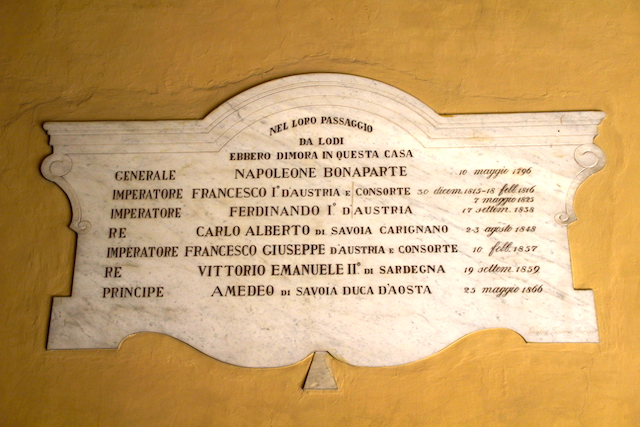 NEL LORO PASSAGGIO
DA LODI
EBBERO DIMORA IN QUESTA CASA
GENERALE NAPOLEONE BONAPARTE 10 maggio 1796
IMPERATORE FRANCESCO I° D'AUSTRIA E CONSORTE 30 dicem. 1815-18 febb. 1816
7 maggio 1825
IMPERATORE FERDINANDO I° D'AUSTRIA 17 settem. 1838
RE CARLO ALBERTO DI SAVOIA CARIGNANO 2-3 agosto 1848
IMPERATORE FRANCESCO GIUSEPPE D'AUSTRIA E CONSORTE 10 febb. 1857
RE VITTORIO EMANUELE II° DI SARDEGNA 19 settem. 1859
PRINCIPE AMEDEO DI SAVOIA DUCA D'AOSTA 25 maggio 1866